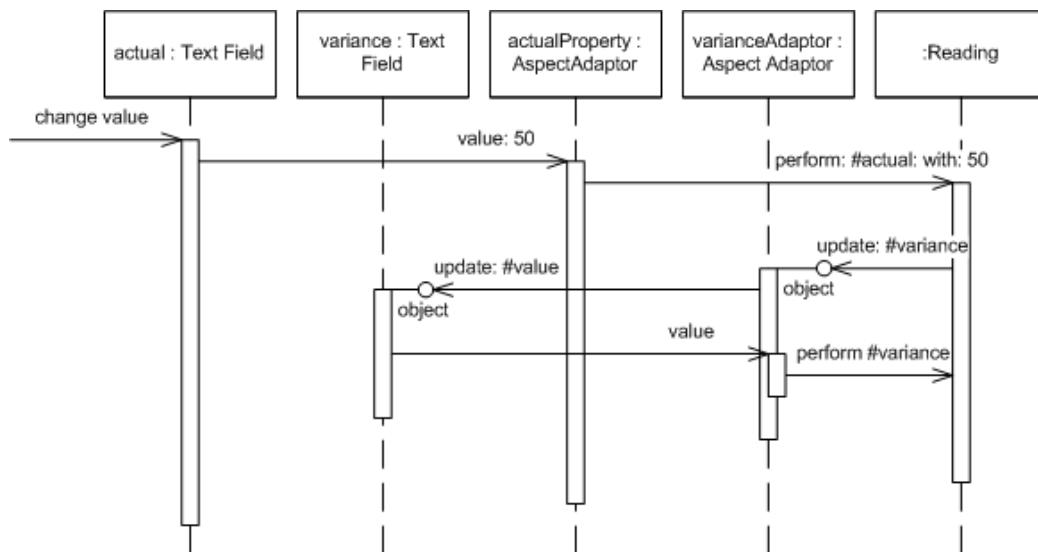 actual : Text Field
variance : Text
Field
actualProperty :
AspectAdaptor
varianceAdaptor :
Aspect Adaptor
:Reading
change value
value: 50
perform: #actual: with: 50
update: #variance
object
update: #value
object
value
perform #variance